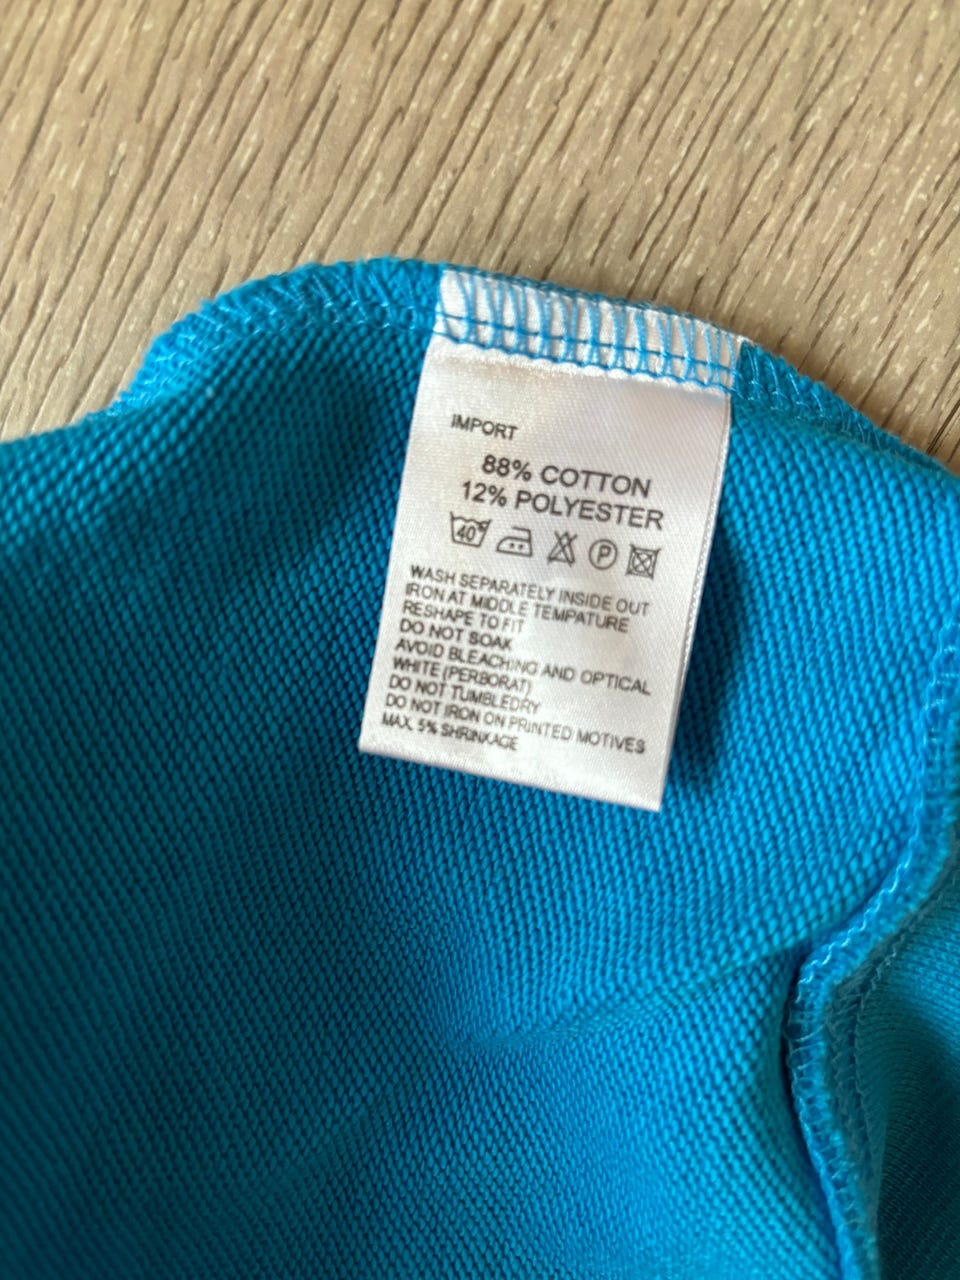 IMPORT
88% COTTON
12% POLYESTER
40° P
WASH SEPARATELY INSIDE OUT
IRON AT MIDDLE TEMPATURE
RESHAPE TO FIT
DO NOT SOAK
AVOID BLEACHING AND OPTICAL
WHITE (PERBORAT)
DO NOT TUMBLEDRY
DO NOT IRON ON PRINTED MOTIVES
MAX. 5% SHRINKAGE